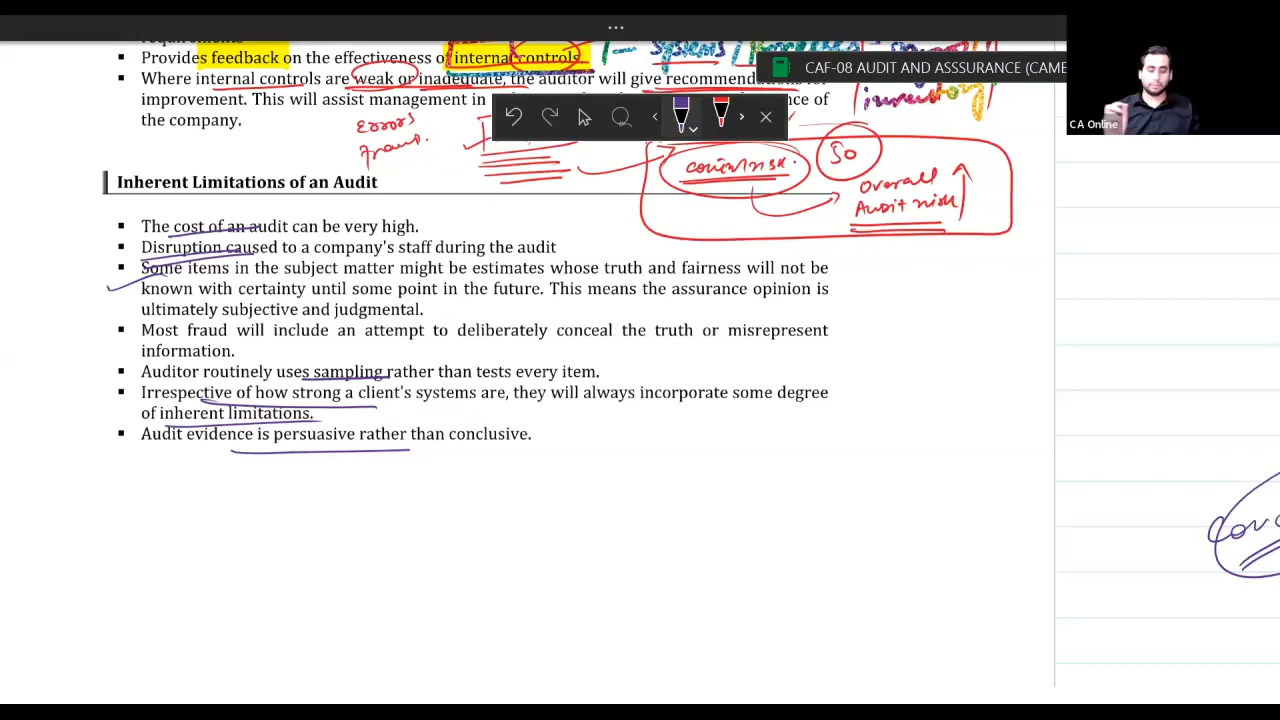 requirement.
Provides feedback on the effectiveness of internal controls.
systems /
Where internal controls are weak or inadequate, the auditor will give recommendations for
CAF-08 AUDIT AND ASSSURANCE (CAME
improvement. This will assist management in
of
inventory
the company.
Errors
fraud.
C A Online
control risk.
So
Overall
Audit risk
Inherent Limitations of an Audit
The cost of an audit can be very high.
Disruption caused to a company's staff during the audit
Some items in the subject matter might be estimates whose truth and fairness will not be
known with certainty until some point in the future. This means the assurance opinion is
ultimately subjective and judgmental.
Most fraud will include an attempt to deliberately conceal the truth or misrepresent
information.
Auditor routinely uses sampling rather than tests every item.
Irrespective of how strong a client's systems are, they will always incorporate some degree
of inherent limitations.
Audit evidence is persuasive rather than conclusive.